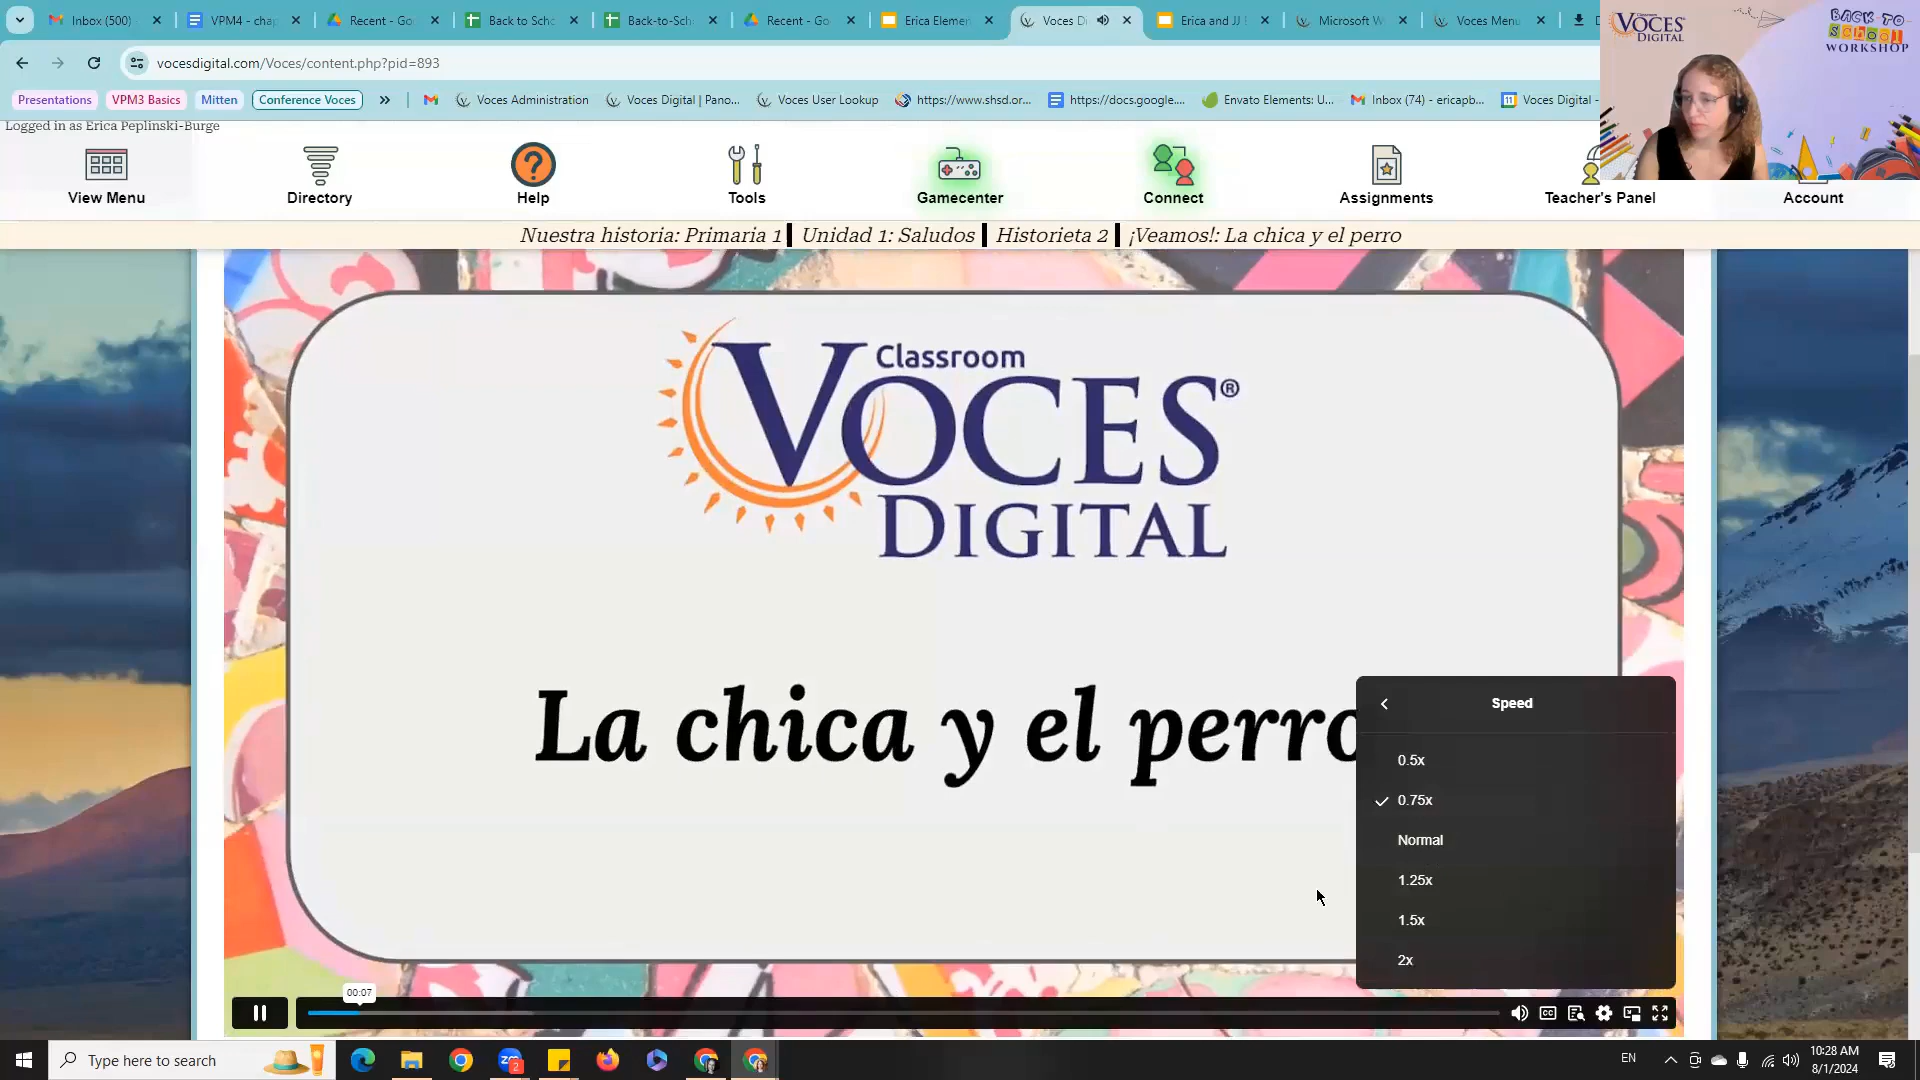 Inbox (500)
VPM4 - chap
Recent - Go
Back to Scho
Back-to-Sch
Recent - Go
Erica Elemen
Voces Di
Erica and JJ
Microsoft W
Voces Menu
vocesdigital.com/Voces/content.php?pid=893
Presentations
VPM3 Basics
Mitten
Conference Voces
Voces Administration
Voces Digital | Pano...
Voces User Lookup
https://www.shsd.or...
https://docs.google....
Envato Elements: U...
Inbox (74) - ericapb...
Voces Digital -
Classroom
VOCES
DIGITAL
BACK-TO
SCHOOL
WORKSHOP
Logged in as Erica Peplinski-Burge
View Menu
Directory
Help
Tools
Gamecenter
Connect
Assignments
Teacher's Panel
Account
Nuestra historia: Primaria 1 | Unidad 1: Saludos | Historieta 2 | ¡Veamos!: La chica y el perro
Classroom
VOCES®
DIGITAL
La chica y el perro
Speed
0.5x
0.75x
Normal
1.25x
1.5x
2x
00:07
CC
Type here to search
2
EN
10:28 AM
8/1/2024